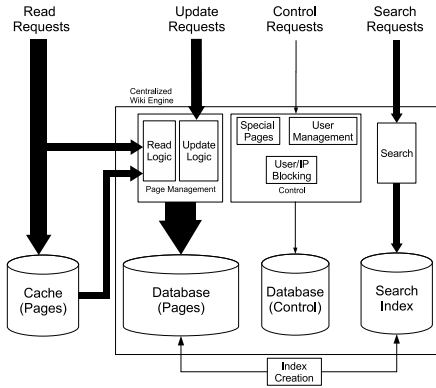 Read
Requests
Update
Requests
Control
Requests
Search
Requests
Centralized
Wiki Engine
Read
Logic
Update
Logic
Page Management
Special
Pages
User
Management
User/IP
Blocking
Control
Search
Cache
(Pages)
Database
(Pages)
Database
(Control)
Search
Index
Index
Creation